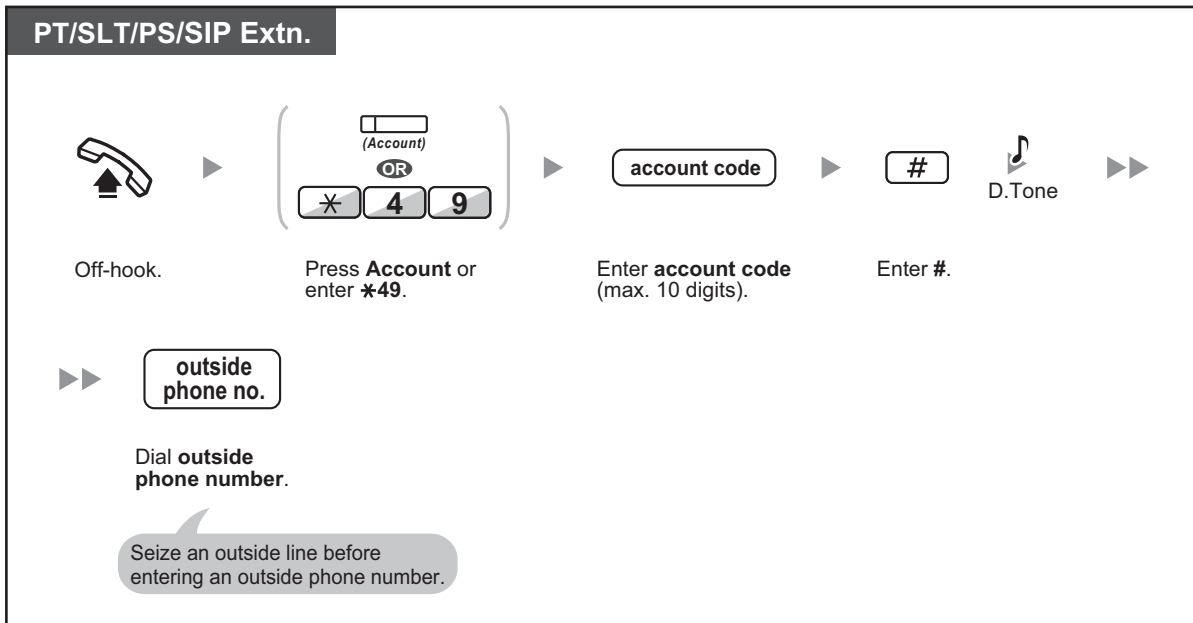 PT/SLT/PS/SIP Extn.
(Account)
OR
* 4 9
account code
#
D.Tone
Off-hook.
Press Account or
enter *49.
Enter account code
(max. 10 digits).
Enter #.
outside
phone no.
Dial outside
phone number.
Seize an outside line before
entering an outside phone number.